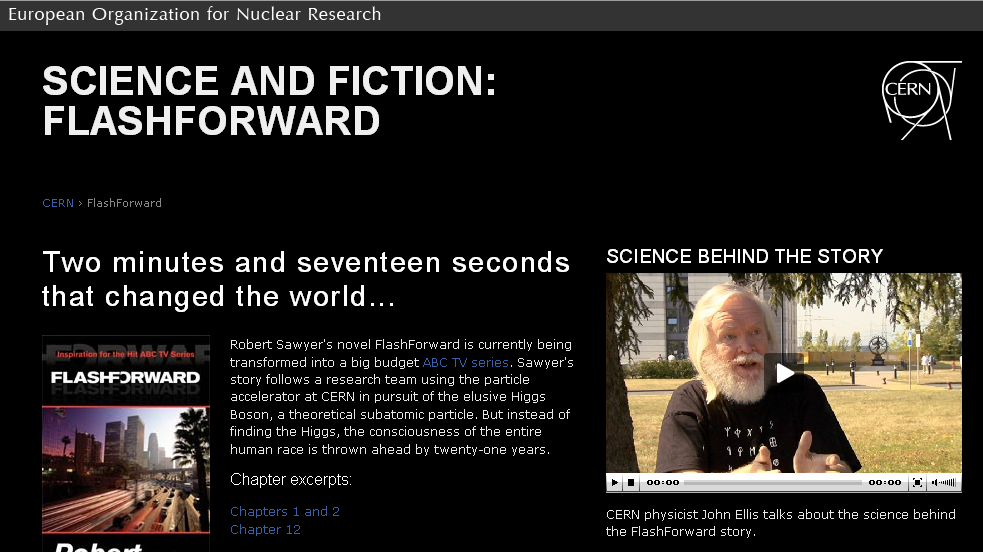 European Organization for Nuclear Research
SCIENCE AND FICTION:
FLASHFORWARD
CERN
CERN › FlashForward
Two minutes and seventeen seconds
that changed the world...
Inspiration for the Hit ABC TV Series
FLASHFORWARD
Robert
Robert Sawyer's novel FlashForward is currently being
transformed into a big budget ABC TV series. Sawyer's
story follows a research team using the particle
accelerator at CERN in pursuit of the elusive Higgs
Boson, a theoretical subatomic particle. But instead of
finding the Higgs, the consciousness of the entire
human race is thrown ahead by twenty-one years.
Chapter excerpts:
Chapters 1 and 2
Chapter 12
SCIENCE BEHIND THE STORY
00:00
00:00
CERN physicist John Ellis talks about the science behind
the FlashForward story.